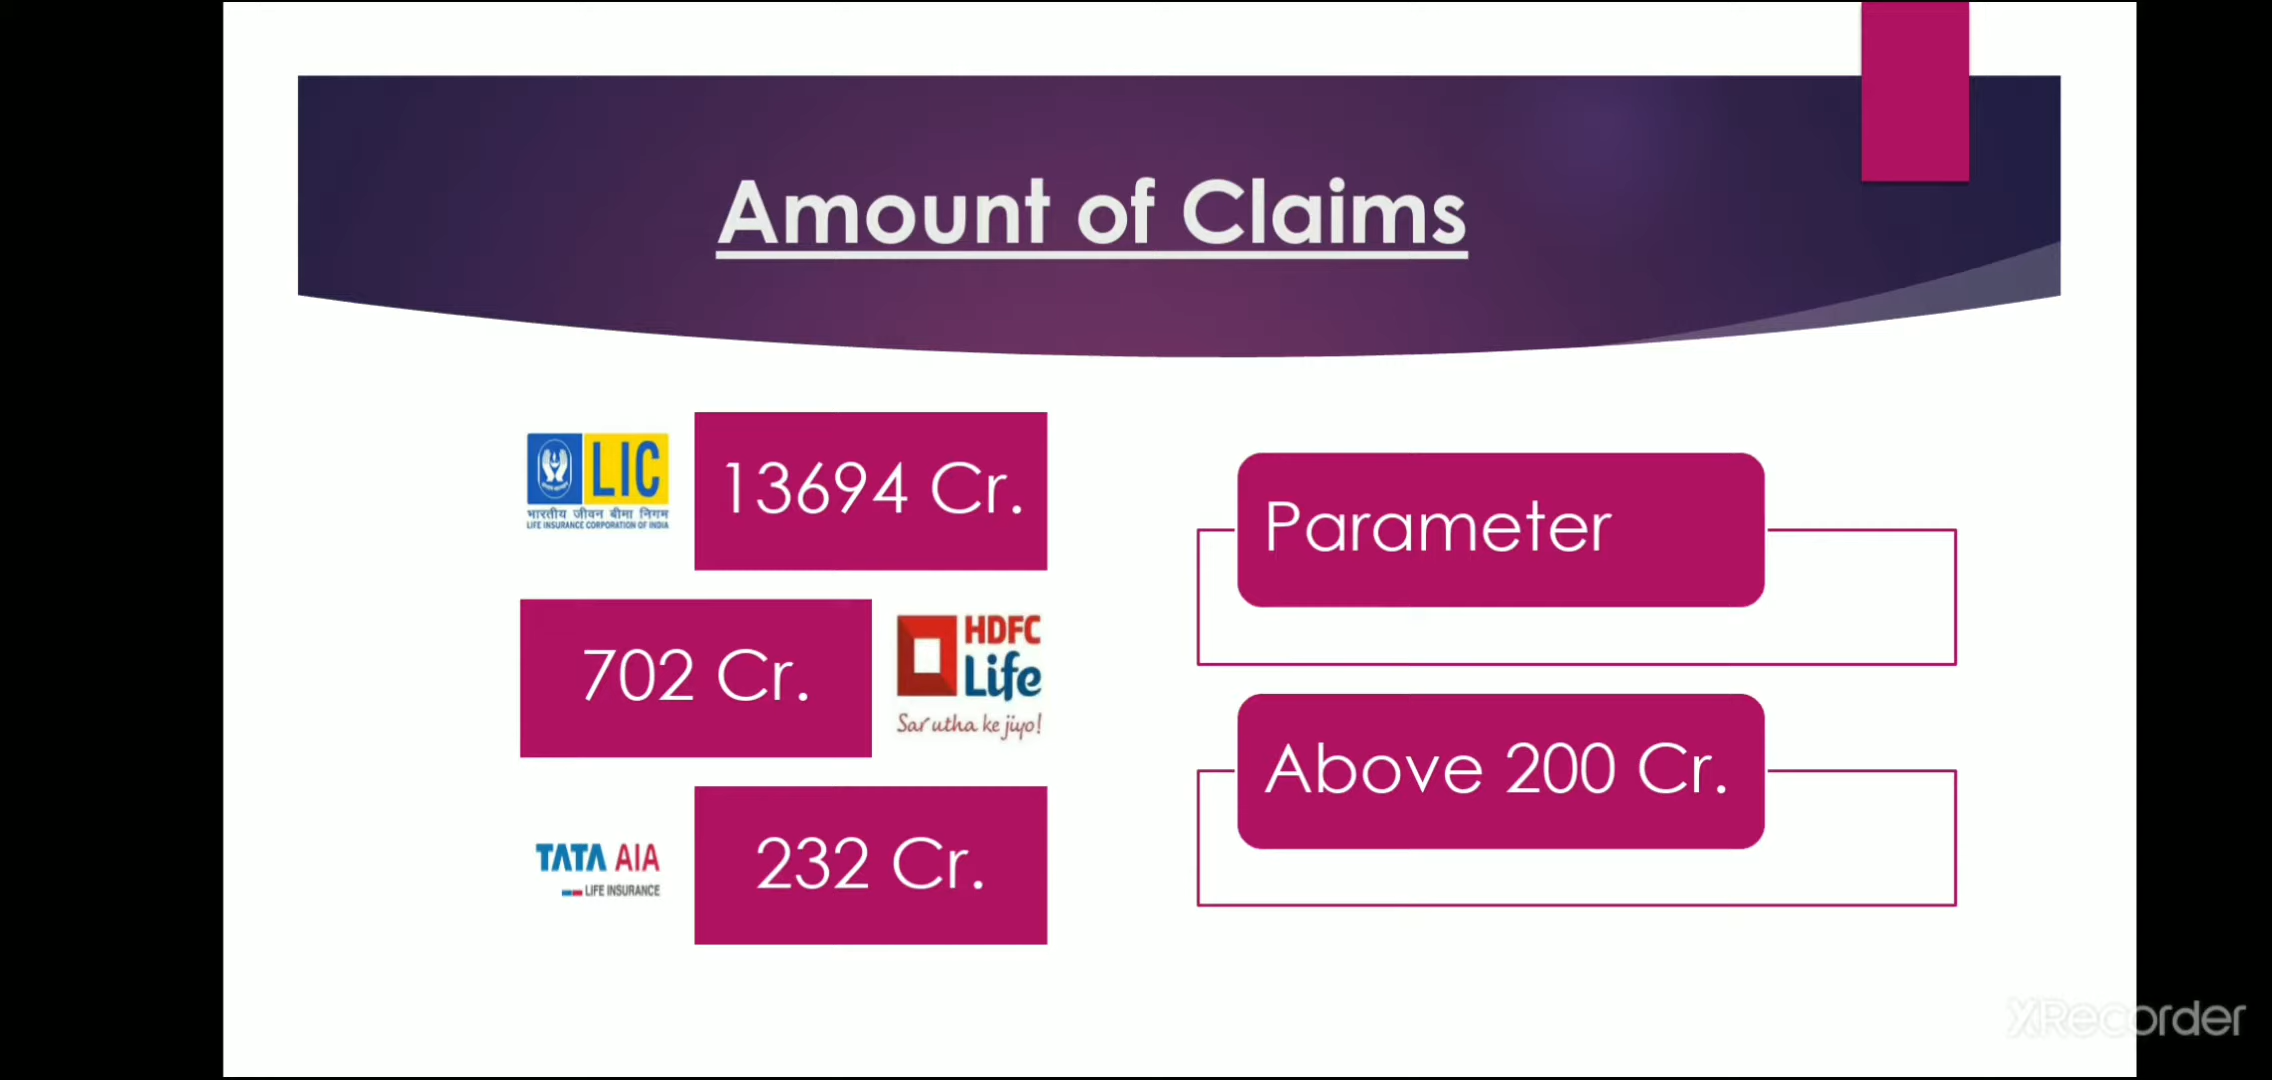 Amount of Claims
LIC
भारतीय जीवन बीमा निगम
LIFE INSURANCE CORPORATION OF INDIA
13694 Cr.
702 Cr.
HDFC
Life
Sar utha ke jiyo!
TATA AIA
LIFE INSURANCE
232 Cr.
Parameter
Above 200 Cr.
XRecorder